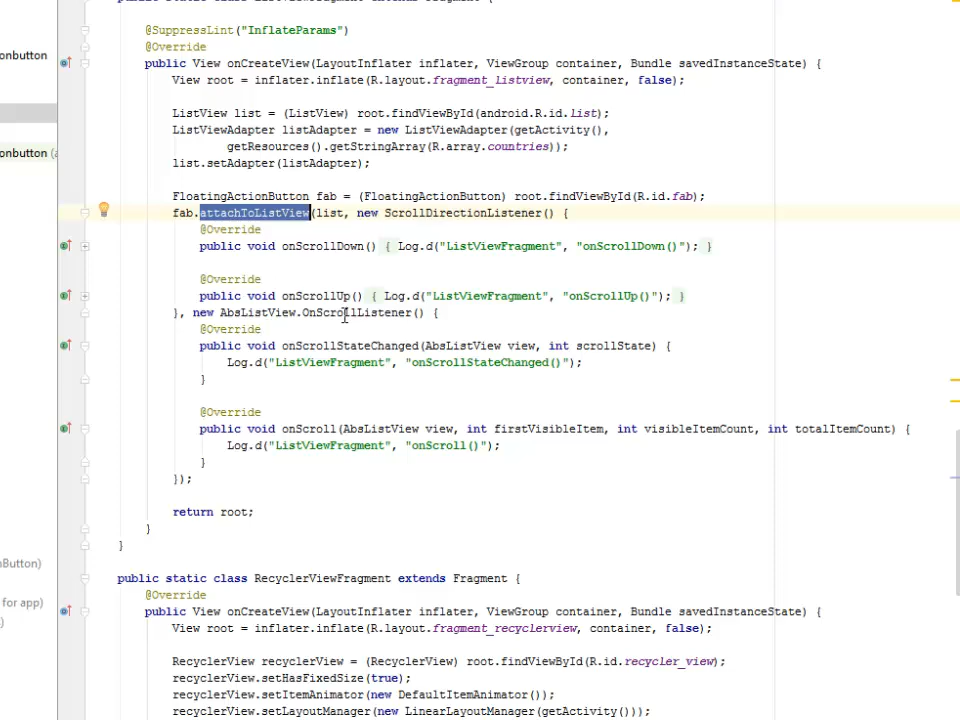 @SuppressLint("InflateParams")
onbutton
@Override
public View onCreateView(LayoutInflater inflater, ViewGroup container, Bundle savedInstanceState) {
View root = inflater.inflate(R.layout.fragment_listview, container, false);
ListView list = (ListView) root.findViewById(android.R.id.list);
ListViewAdapter listAdapter = new ListViewAdapter(getActivity(),
getResources().getStringArray(R.array.countries));
onbutton (a
list.setAdapter(listAdapter);
FloatingActionButton fab = (FloatingActionButton) root.findViewById(R.id.fab);
fab.attachToListView(list, new ScrollDirectionListener() {
@Override
public void onScrollDown() { Log.d("ListViewFragment", "onScrollDown()"); }
@Override
public void onScrollUp() { Log.d("ListViewFragment", "onScrollUp()"); }
}, new AbsListView.OnScrollListener() {
@Override
public void onScrollStateChanged(AbsListView view, int scrollState) {
Log.d("ListViewFragment", "onScrollStateChanged()");
}
@Override
public void onScroll(AbsListView view, int firstVisibleItem, int visibleItemCount, int totalItemCount) {
Log.d("ListViewFragment", "onScroll()");
}
});
return root;
}
}
nButton)
public static class RecyclerViewFragment extends Fragment {
@Override
for app)
public View onCreateView(LayoutInflater inflater, ViewGroup container, Bundle savedInstanceState) {
)
View root = inflater.inflate(R.layout.fragment_recyclerview, container, false);
RecyclerView recyclerView = (RecyclerView) root.findViewById(R.id.recycler_view);
recyclerView.setHasFixedSize(true);
recyclerView.setItemAnimator(new DefaultItemAnimator());
recyclerView.setLayoutManager(new LinearLayoutManager(getActivity()));